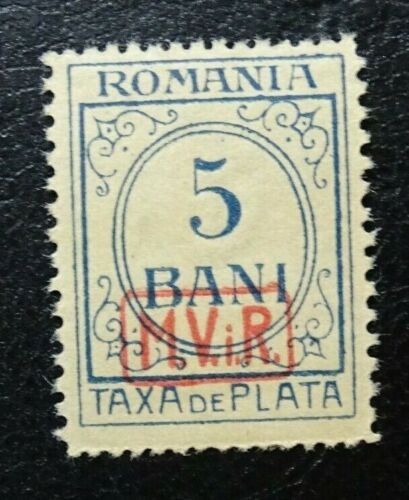 ROMANIA
5
BANI
M.V.i.R.
TAXA DE PLATA